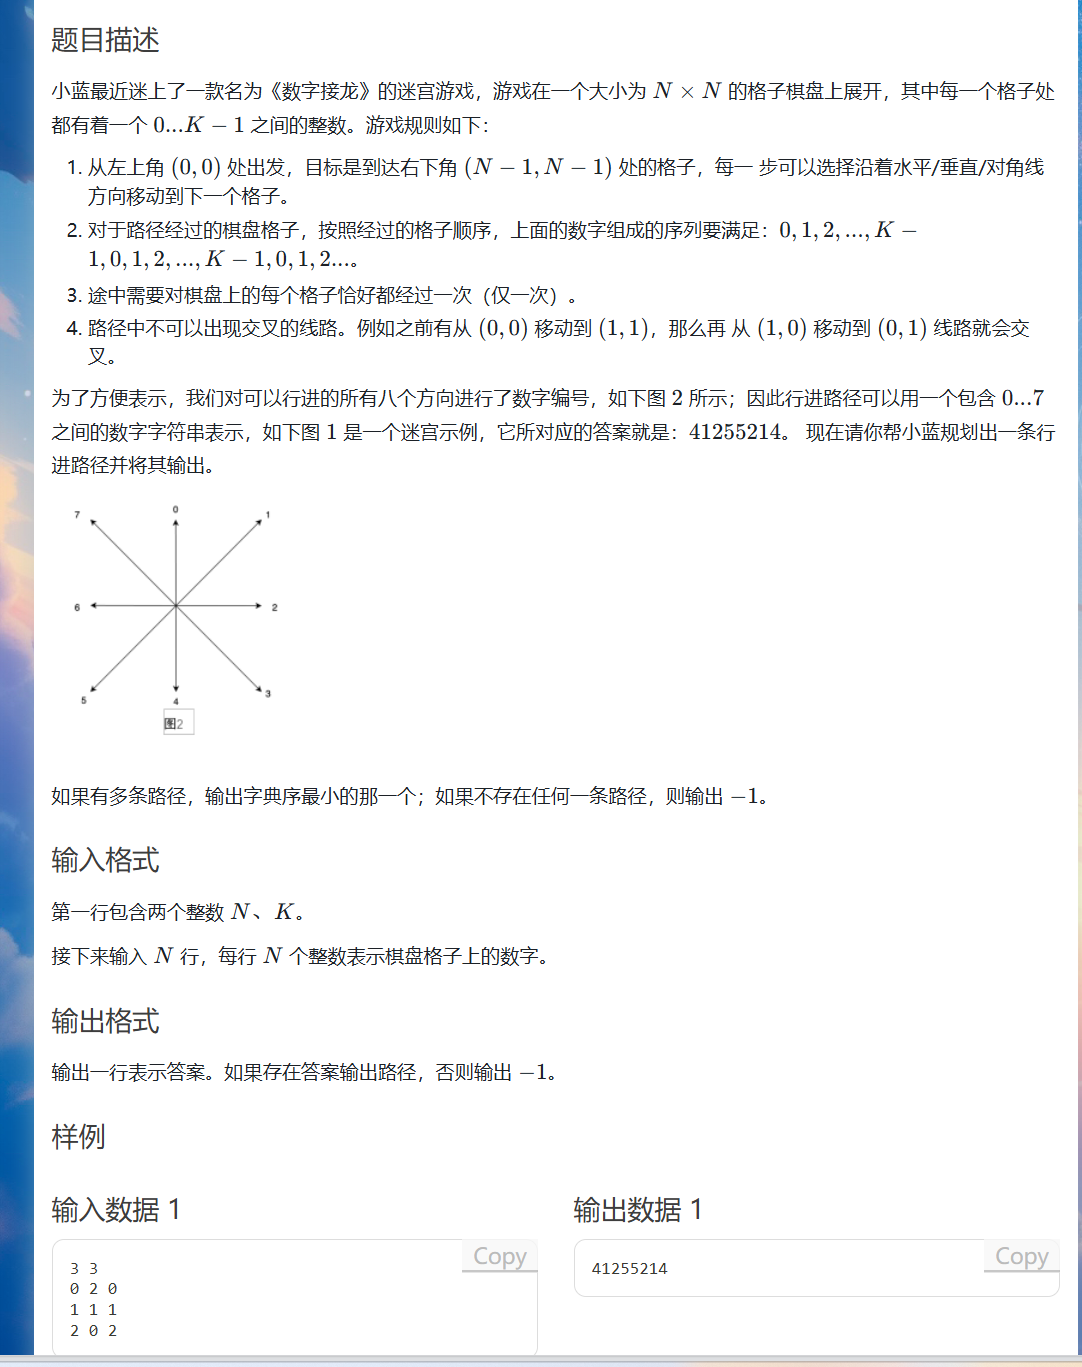 题目描述
小蓝最近迷上了一款名为《数字接龙》的迷宫游戏，游戏在一个大小为 N × N 的格子棋盘上展开，其中每一个格子处
都有着一个 0...K − 1 之间的整数。游戏规则如下：
1. 从左上角 (0, 0) 处出发，目标是到达右下角 (N − 1, N − 1) 处的格子，每一 步可以选择沿着水平/垂直/对角线
方向移动到下一个格子。
2. 对于路径经过的棋盘格子，按照经过的格子顺序，上面的数字组成的序列要满足：0, 1, 2, ..., K −
1, 0, 1, 2, ..., K − 1, 0, 1, 2...。
3. 途中需要对棋盘上的每个格子恰好都经过一次（仅一次）。
4. 路径中不可以出现交叉的线路。例如之前有从 (0, 0) 移动到 (1, 1)，那么再 从 (1, 0) 移动到 (0, 1) 线路就会交
叉。
为了方便表示，我们对可以行进的所有八个方向进行了数字编号，如下图 2 所示；因此行进路径可以用一个包含 0...7
之间的数字字符串表示，如下图 1 是一个迷宫示例，它所对应的答案就是：41255214。 现在请你帮小蓝规划出一条行
进路径并将其输出。
7 0 1
6 2
5 4 3
图2
如果有多条路径，输出字典序最小的那一个；如果不存在任何一条路径，则输出 −1。
输入格式
第一行包含两个整数 N、K。
接下来输入 N 行，每行 N 个整数表示棋盘格子上的数字。
输出格式
输出一行表示答案。如果存在答案输出路径，否则输出 −1。
样例
输入数据 1
Copy
3 3
0 2 0
1 1 1
2 0 2
输出数据 1
Copy
41255214